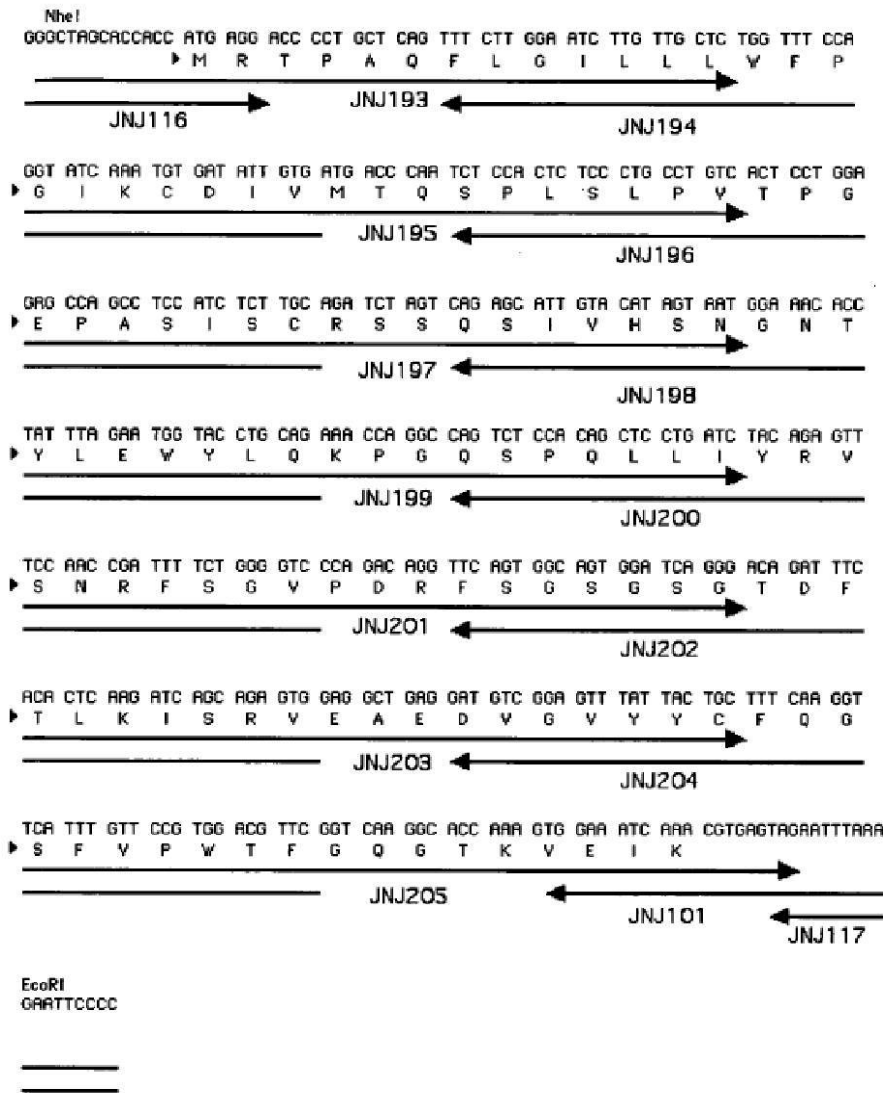 NheI
GGGCTAGCACCACC ATG AGG ACC CCT GCT CAG TTT CTT GGA ATC TTG TTG CTC TGG TTT CCA
M R T P A Q F L G I L L L W F P
JNJ193
JNJ116
JNJ194
GGT ATC AAA TGT GAT ATT GTG ATG ACC CAA TCT CCA CTC TCC CTG CCT GTC ACT CCT GGA
G I K C D I V M T Q S P L S L P V T P G
JNJ195
JNJ196
GAG CCA GCC TCC ATC TCT TGC AGA TCT AGT CAG AGC ATT GTA CAT AGT AAT GGA AAC ACC
E P A S I S C R S S Q S I V H S N G N T
JNJ197
JNJ198
TAT TTA GAA TGG TAC CTG CAG AAA CCA GGC CAG TCT CCA CAG CTC CTG ATC TAC AGA GTT
Y L E W Y L Q K P G Q S P Q L L I Y R V
JNJ199
JNJ200
TCC AAC CGA TTT TCT GGG GTC CCA GAC AGG TTC AGT GGC AGT GGA TCA GGG ACA GAT TTC
S N R F S G V P D R F S G S G S G T D F
JNJ201
JNJ202
ACA CTC AAG ATC AGC AGA GTG GAG GCT GAG GAT GTC GGA GTT TAT TAC TGC TTT CAA GGT
T L K I S R V E A E D V G V Y Y C F Q G
JNJ203
JNJ204
TCA TTT GTT CCG TGG ACG TTC GGT CAA GGC ACC AAA GTG GAA ATC AAA CGTGAGTAGAATTTAAA
S F V P W T F G Q G T K V E I K
JNJ205
JNJ101
JNJ117
EcoRI
GAATTCCCC